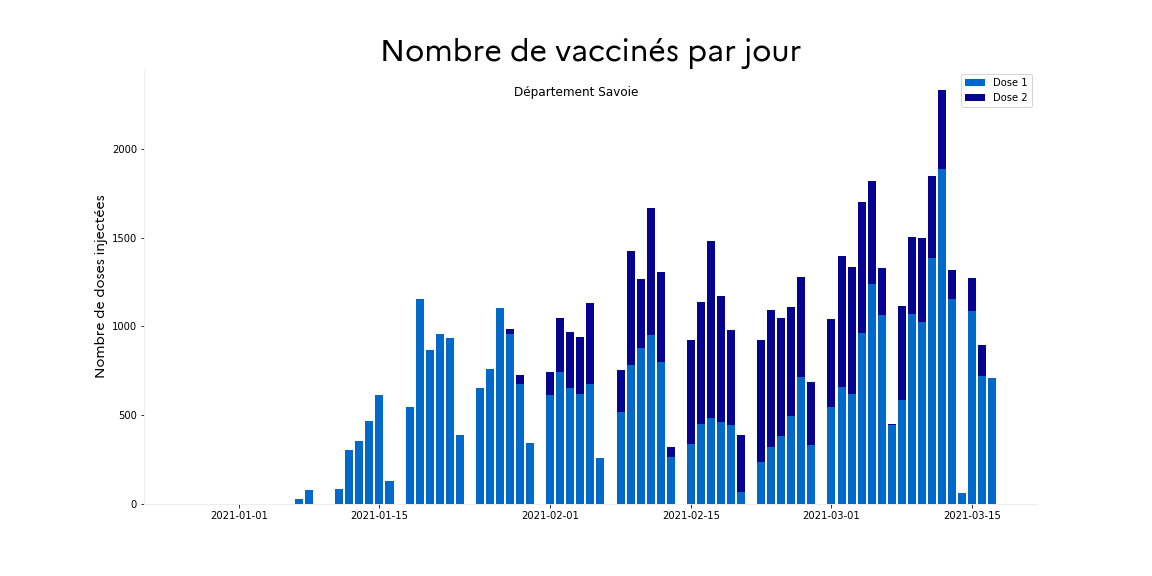 Nombre de vaccinés par jour
Département Savoie
Dose 1
Dose 2
Nombre de doses injectées
2000
1500
1000
500
0
2021-01-01
2021-01-15
2021-02-01
2021-02-15
2021-03-01
2021-03-15